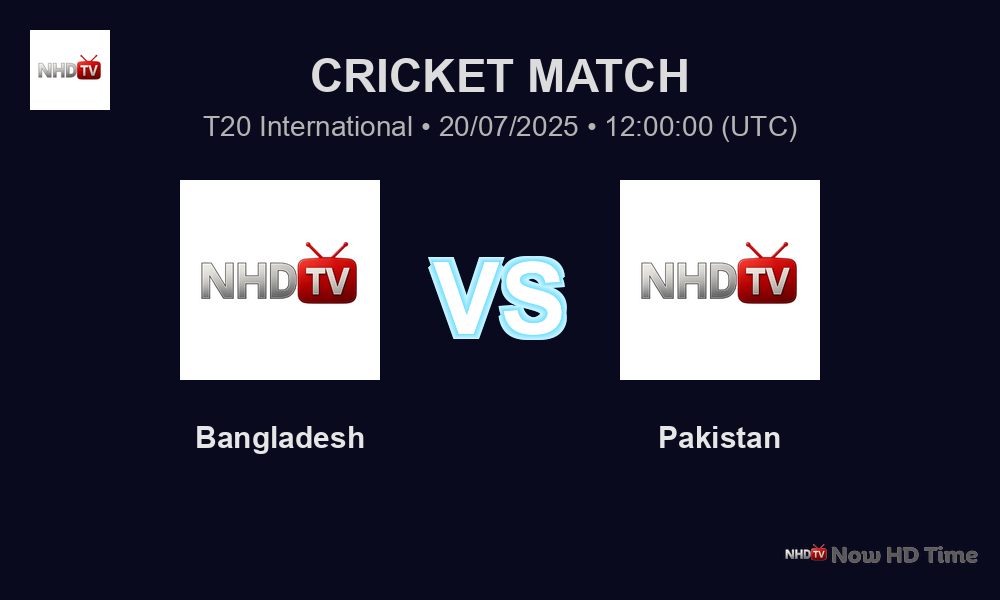 NHDTV
CRICKET MATCH
T20 International • 20/07/2025 • 12:00:00 (UTC)
NHDTV
VS
NHDTV
Bangladesh
Pakistan
NHDTV Now HD Time